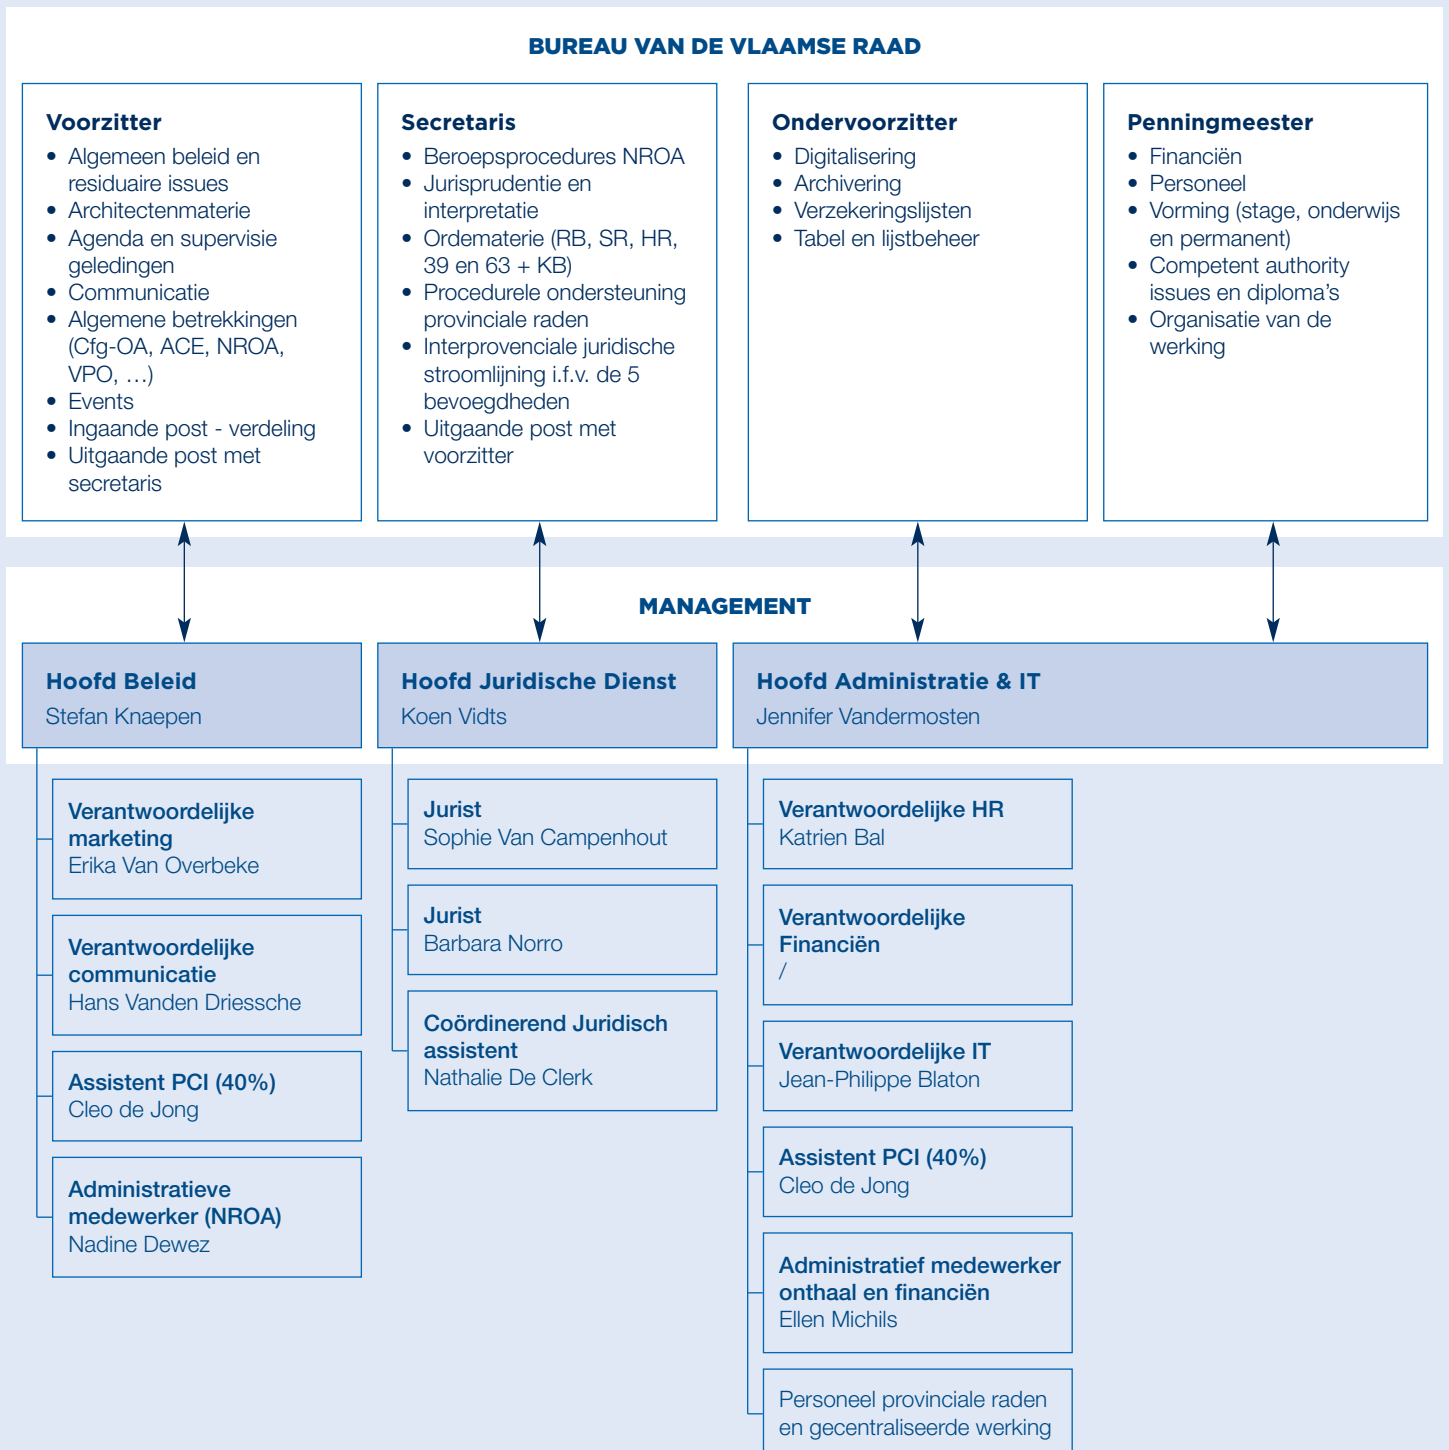 BUREAU VAN DE VLAAMSE RAAD
Voorzitter
• Algemeen beleid en
residuaire issues
• Architectenmaterie
• Agenda en supervisie
geledingen
• Communicatie
• Algemene betrekkingen
(Cfg-OA, ACE, NROA,
VPO, …)
• Events
• Ingaande post - verdeling
• Uitgaande post met
secretaris
Secretaris
• Beroepsprocedures NROA
• Jurisprudentie en
interpretatie
• Ordematerie (RB, SR, HR,
39 en 63 + KB)
• Procedurele ondersteuning
provinciale raden
• Interprovenciale juridische
stroomlijning i.f.v. de 5
bevoegdheden
• Uitgaande post met
voorzitter
Ondervoorzitter
• Digitalisering
• Archivering
• Verzekeringslijsten
• Tabel en lijstbeheer
Penningmeester
• Financiën
• Personeel
• Vorming (stage, onderwijs
en permanent)
• Competent authority
issues en diploma’s
• Organisatie van de
werking
MANAGEMENT
Hoofd Beleid
Stefan Knaepen
Verantwoordelijke
marketing
Erika Van Overbeke
Verantwoordelijke
communicatie
Hans Vanden Driessche
Assistent PCI (40%)
Cleo de Jong
Administratieve
medewerker (NROA)
Nadine Dewez
Hoofd Juridische Dienst
Koen Vidts
Jurist
Sophie Van Campenhout
Jurist
Barbara Norro
Coördinerend Juridisch
assistent
Nathalie De Clerk
Hoofd Administratie & IT
Jennifer Vandermosten
Verantwoordelijke HR
Katrien Bal
Verantwoordelijke
Financiën
/
Verantwoordelijke IT
Jean-Philippe Blaton
Assistent PCI (40%)
Cleo de Jong
Administratief medewerker
onthaal en financiën
Ellen Michils
Personeel provinciale raden
en gecentraliseerde werking